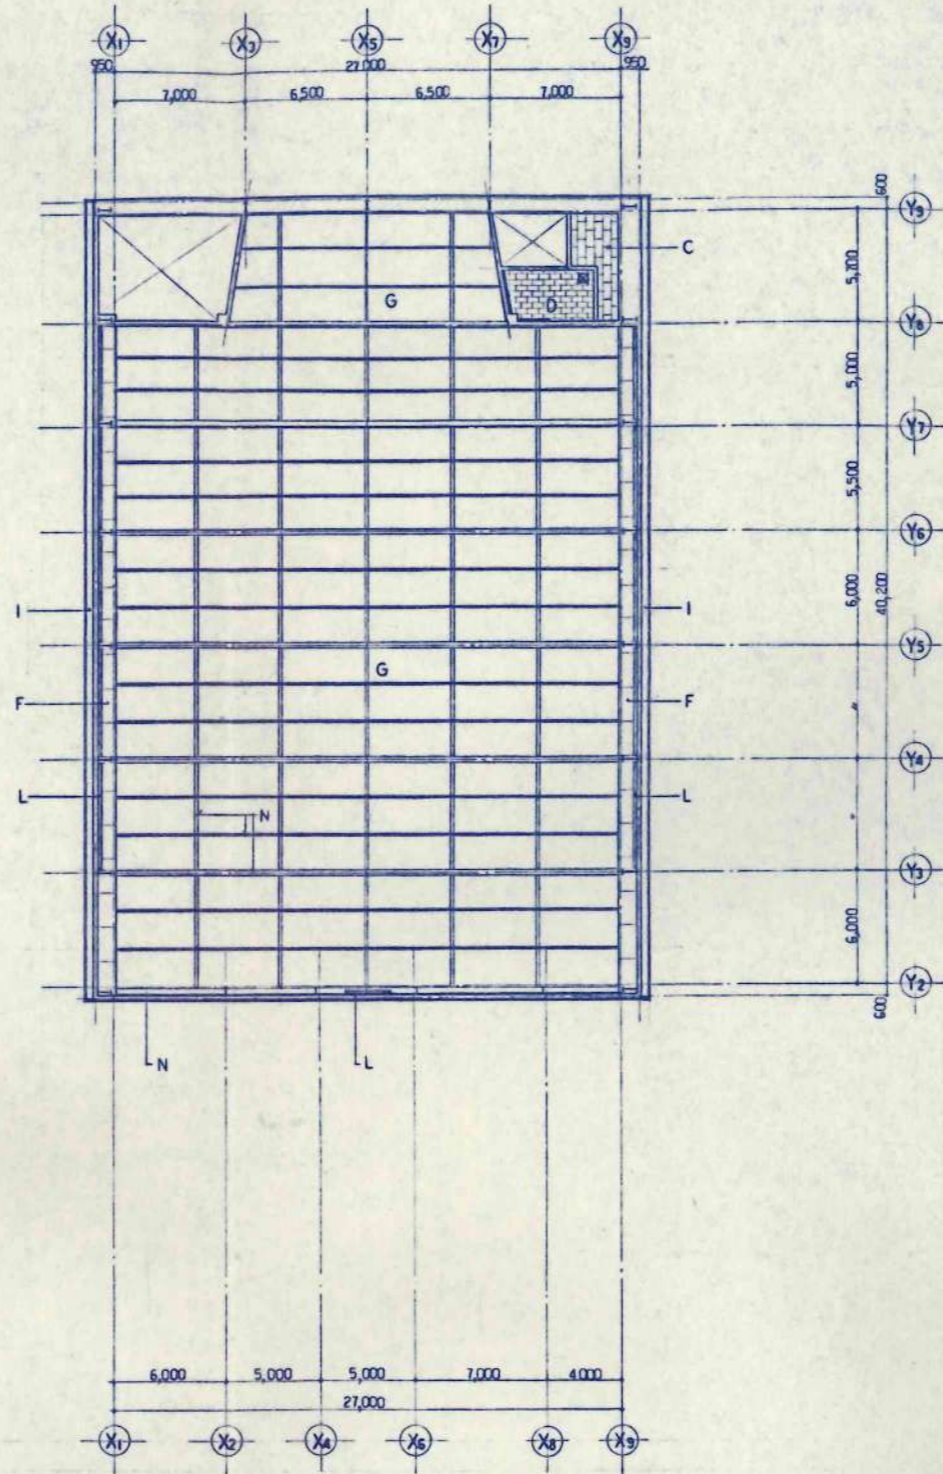 X1 X3 X5 X7 X9
950 27,000 950
7,000 6,500 6,500 7,000
600
Y9
C
5,700
G D
Y8
5,000
Y7
5,500
Y6
I I 6,000 40,200
Y5
G
F F "
Y4
L L
N
Y3
6,000
Y2
600
N L
6,000 5,000 5,000 7,000 4,000
27,000
X1 X2 X4 X6 X8 X9